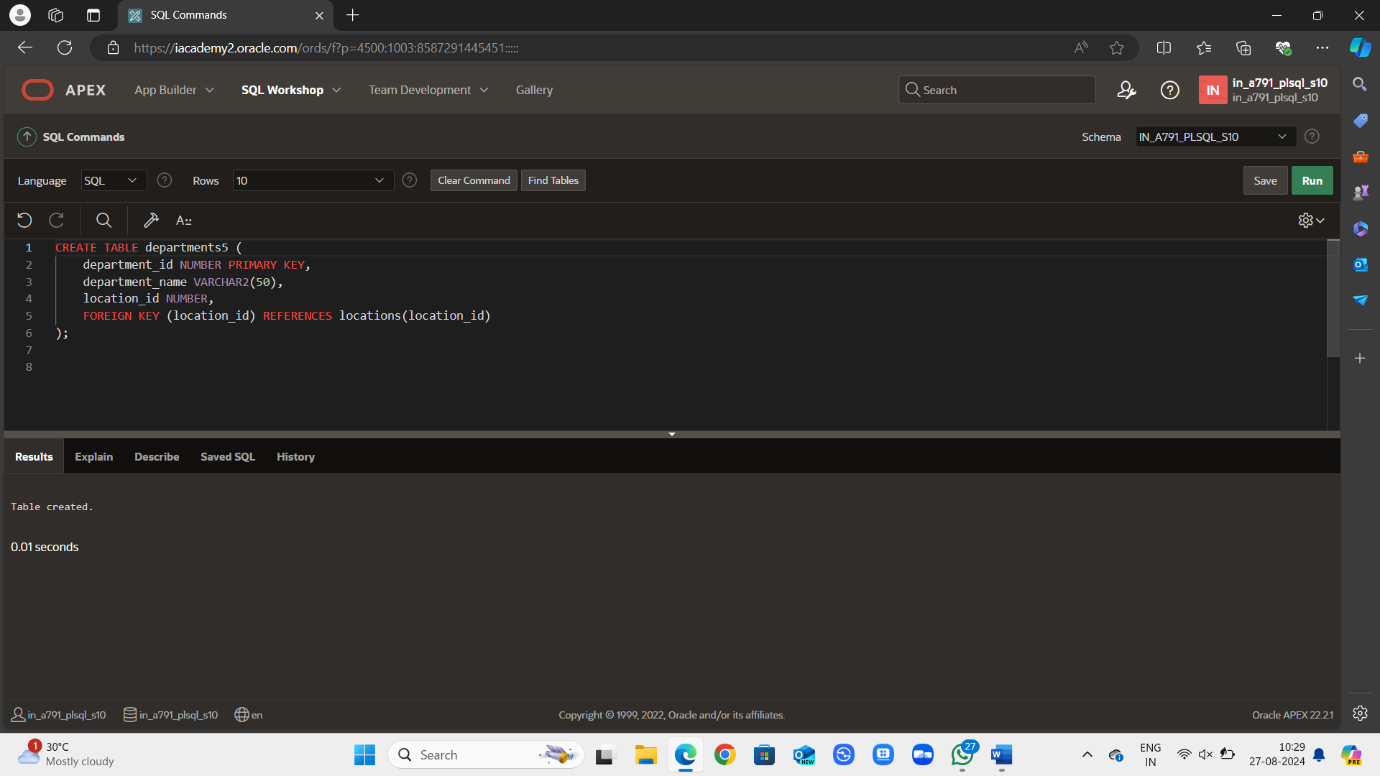 SQL Commands
https://iacademy2.oracle.com/ords/f?p=4500:1003:8587291445451:::::
APEX App Builder SQL Workshop Team Development Gallery Search IN in_a791_plsql_s10
in_a791_plsql_s10
SQL Commands Schema IN_A791_PLSQL_S10
Language SQL Rows 10 Clear Command Find Tables Save Run
A::
1 CREATE TABLE departments5 (
2 department_id NUMBER PRIMARY KEY,
3 department_name VARCHAR2(50),
4 location_id NUMBER,
5 FOREIGN KEY (location_id) REFERENCES locations(location_id)
6 );
7
8
Results Explain Describe Saved SQL History
Table created.
0.01 seconds
in_a791_plsql_s10 in_a791_plsql_s10 en Copyright © 1999, 2022, Oracle and/or its affiliates. Oracle APEX 22.2.1
1 30°C
Mostly cloudy
Search
NEW
27
W
ENG
IN
10:29
27-08-2024
PRE